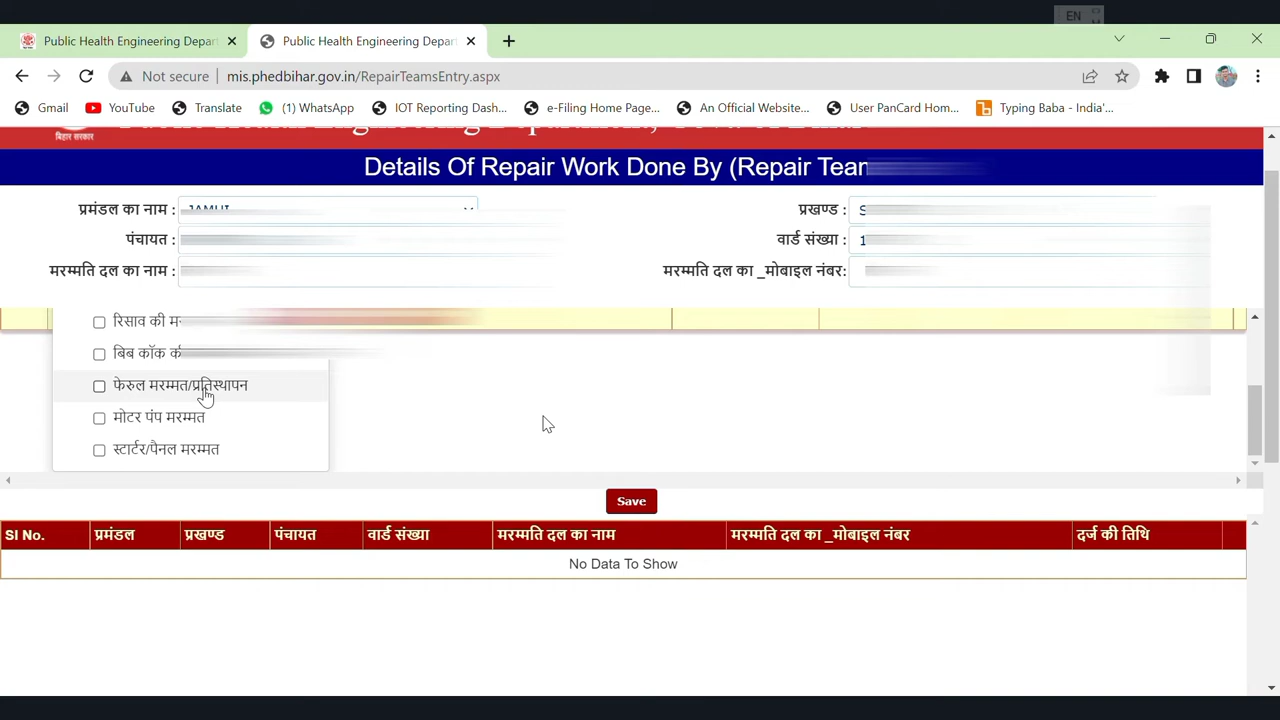 EN
Public Health Engineering Depar
Public Health Engineering Depar
Not secure
mis.phedbihar.gov.in/RepairTeamsEntry.aspx
Gmail
YouTube
Translate
(1) WhatsApp
IOT Reporting Dash...
e-Filing Home Page...
An Official Website...
User PanCard Hom...
Typing Baba - India'...
बिहार सरकार
Details Of Repair Work Done By (Repair Tear
प्रमंडल का नाम : JAMUI
प्रखण्ड : S
पंचायत :
वार्ड संख्या : 1
मरम्मति दल का नाम :
मरम्मति दल का _मोबाइल नंबर:
रिसाव की
बिब कॉक
फेरुल मरम्मत/प्रतिस्थापन
मोटर पंप मरम्मत
स्टार्टर/पैनल मरम्मत
Save
Sl No. प्रमंडल प्रखण्ड पंचायत वार्ड संख्या मरम्मति दल का नाम मरम्मति दल का _मोबाइल नंबर दर्ज की तिथि
No Data To Show